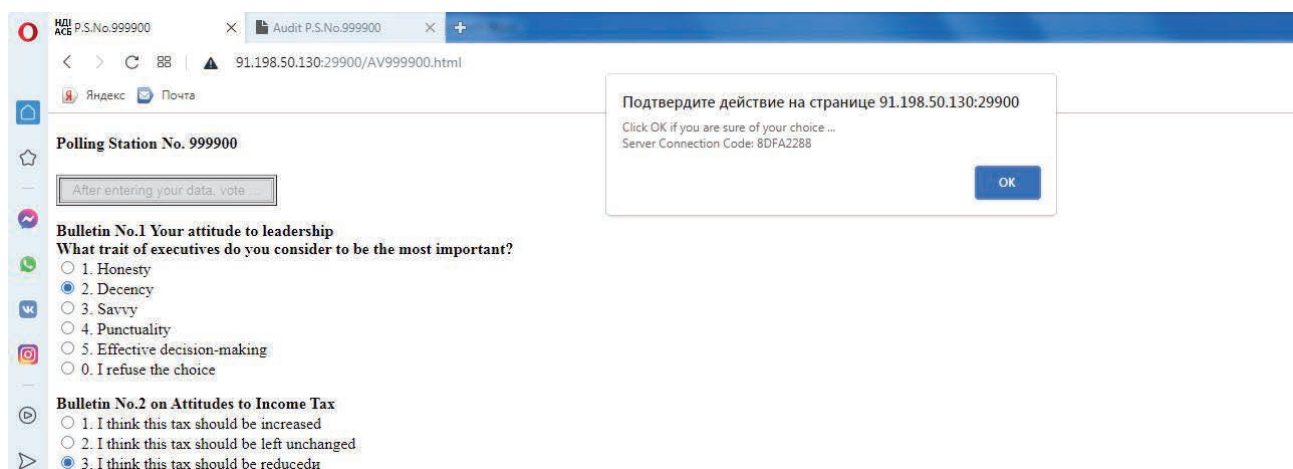 НДІ АСЕ P.S.No.999900
Audit P.S.No.999900
91.198.50.130:29900/AV999900.html
Я Яндекс Почта
Подтвердите действие на странице 91.198.50.130:29900
Click OK if you are sure of your choice ...
Server Connection Code: 8DFA2288
OK
Polling Station No. 999900
After entering your data, vote ...
Bulletin No.1 Your attitude to leadership
What trait of executives do you consider to be the most important?
1. Honesty
2. Decency
3. Savvy
4. Punctuality
5. Effective decision-making
0. I refuse the choice
Bulletin No.2 on Attitudes to Income Tax
1. I think this tax should be increased
2. I think this tax should be left unchanged
3. I think this tax should be reducedи